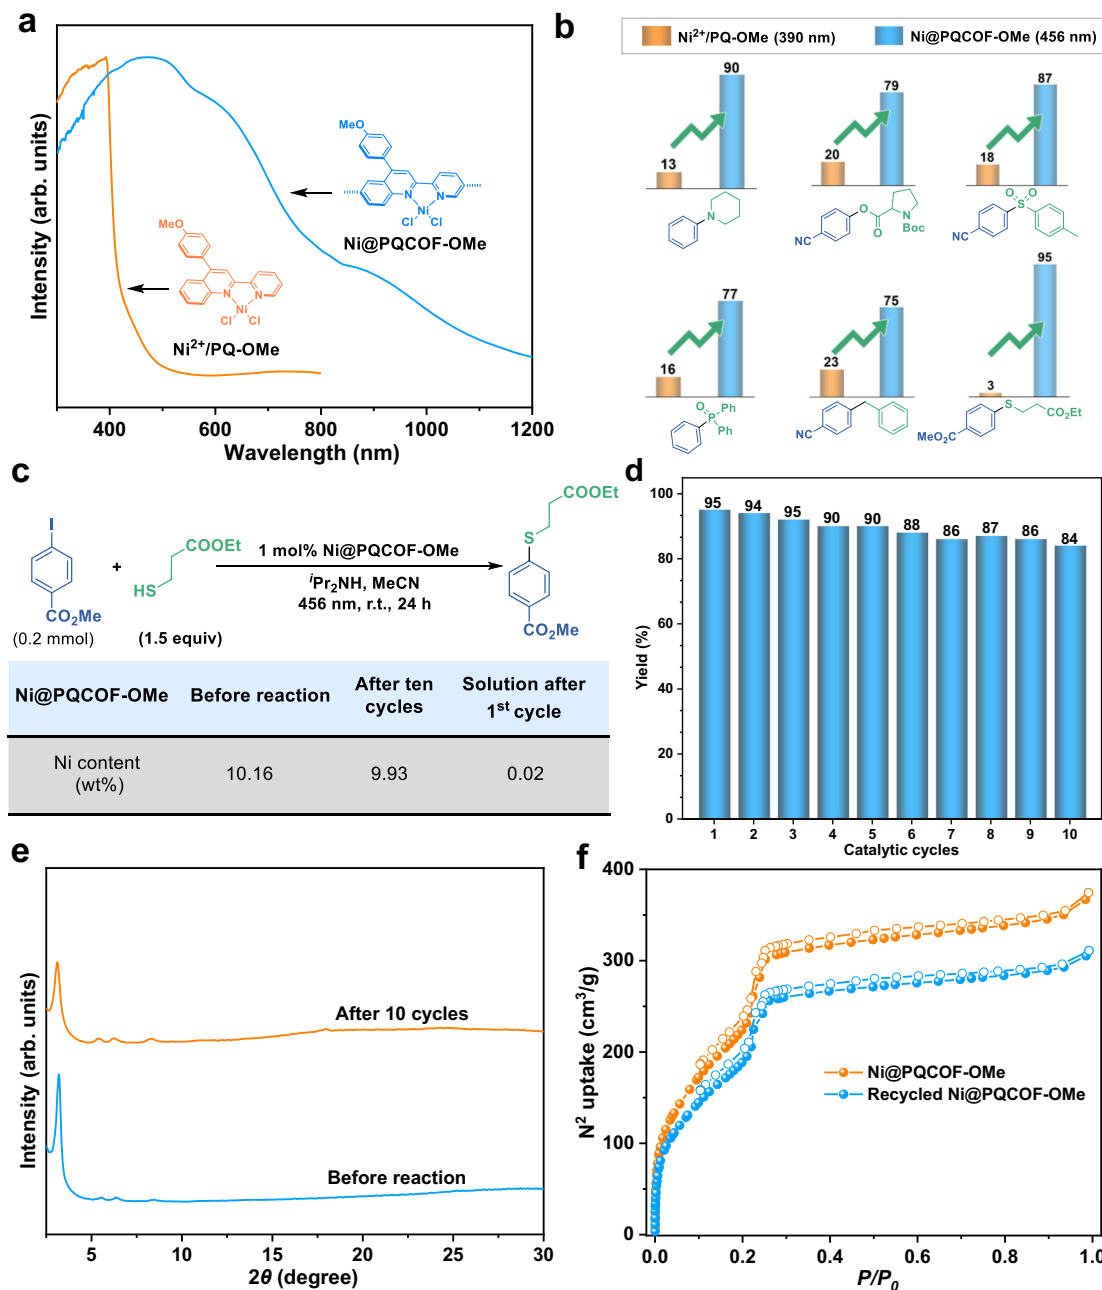 a
Intensity (arb. units)
MeO
N
N
Ni
Cl
Cl
Ni@PQCOF-OMe
MeO
N
N
Ni
Cl
Cl
Ni2+/PQ-OMe
400
600
800
1000
1200
Wavelength (nm)
b
Ni2+/PQ-OMe (390 nm)
Ni@PQCOF-OMe (456 nm)
13
90
20
79
18
87
N
NC
O
O
N
Boc
NC
O
O
S
16
77
23
75
3
95
O
Ph
P
Ph
NC
S
CO2Et
MeO2C
c
I
CO2Me
(0.2 mmol)
+
COOEt
HS
(1.5 equiv)
1 mol% Ni@PQCOF-OMe
iPr2NH, MeCN
456 nm, r.t., 24 h
COOEt
S
CO2Me
Ni@PQCOF-OMe Before reaction After ten cycles Solution after 1st cycle
Ni content (wt%) 10.16 9.93 0.02
d
Yield (%)
100
80
60
40
20
0
95 94 95 90 90 88 86 87 86 84
1 2 3 4 5 6 7 8 9 10
Catalytic cycles
e
Intensity (arb. units)
After 10 cycles
Before reaction
5 10 15 20 25 30
2θ (degree)
f
N2 uptake (cm3/g)
400
300
200
100
0
Ni@PQCOF-OMe
Recycled Ni@PQCOF-OMe
0.0 0.2 0.4 0.6 0.8 1.0
P/P0